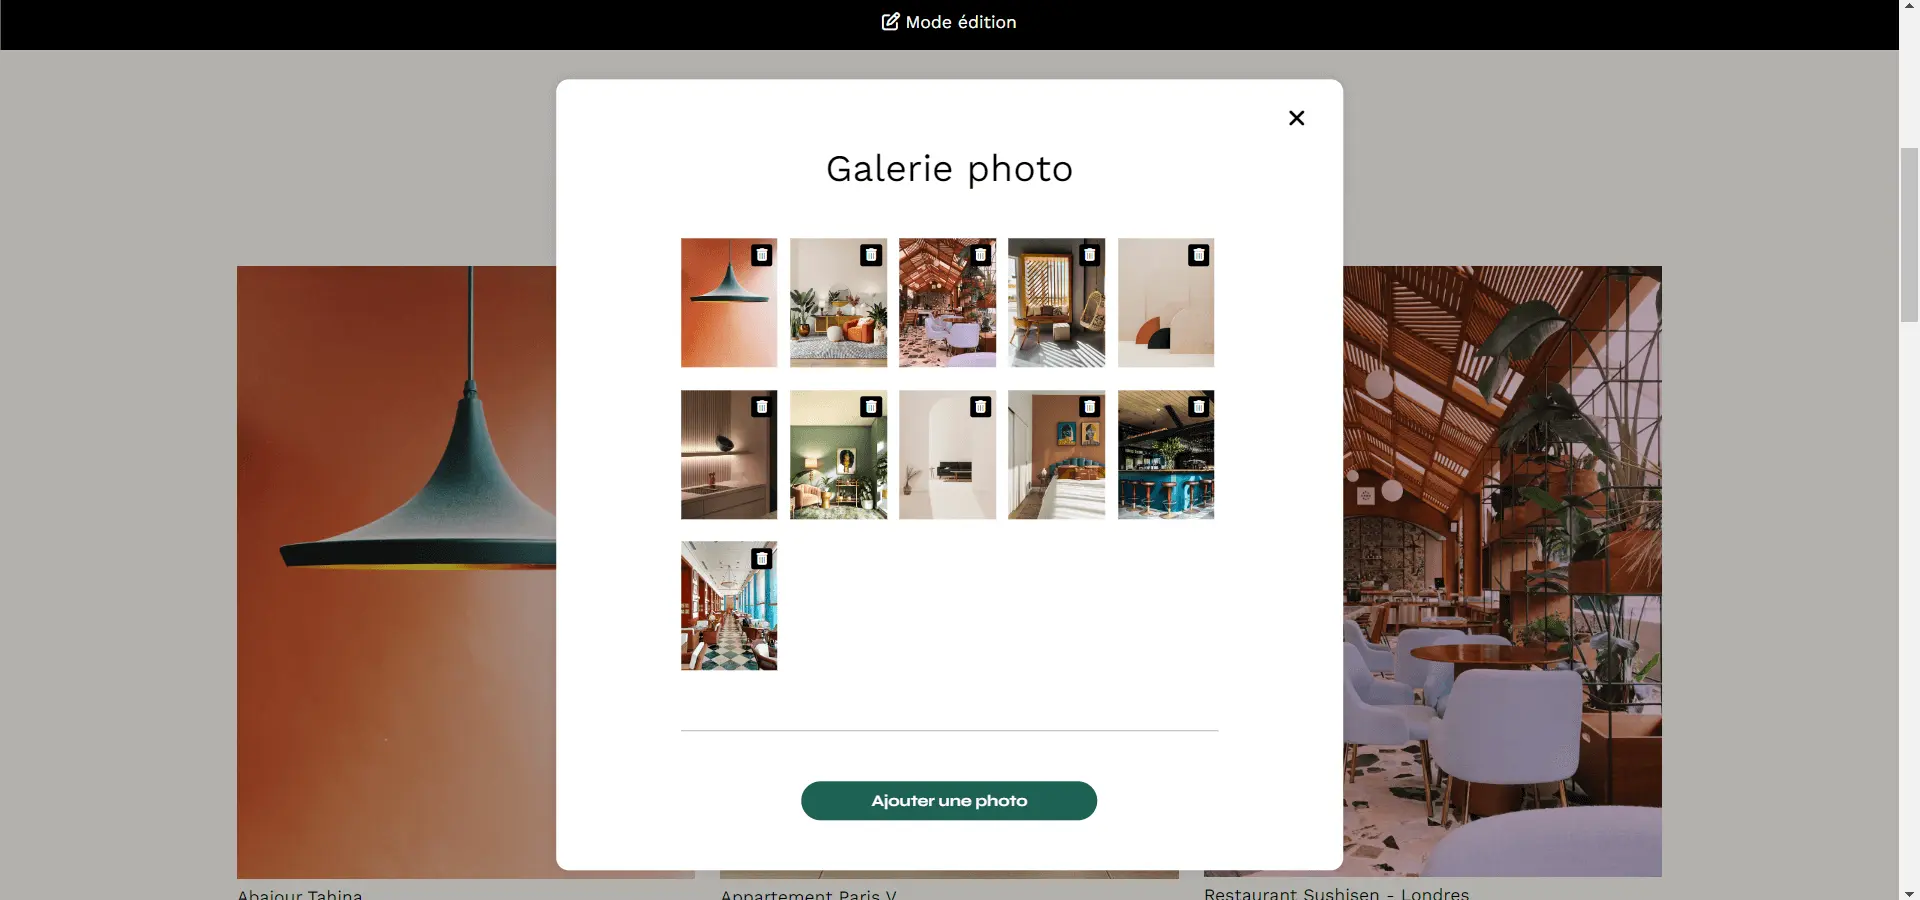 Mode édition
Galerie photo
Ajouter une photo
Abajour Tahina
Appartement Paris V
Restaurant Sushisen - Londres